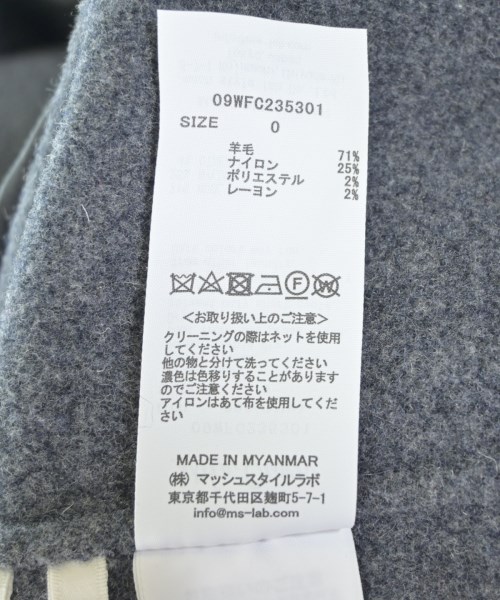 09WFC235301
SIZE 0
羊毛 71%
ナイロン 25%
ポリエステル 2%
レーヨン 2%
F W
<お取り扱い上のご注意>
クリーニングの際はネットを使用
してください
他の物と分けて洗ってください
濃色は色移りすることがあります
のでご注意ください
アイロンはあて布を使用してくだ
さい
MADE IN MYANMAR
(株) マッシュスタイルラボ
東京都千代田区麹町5-7-1
info@ms-lab.com